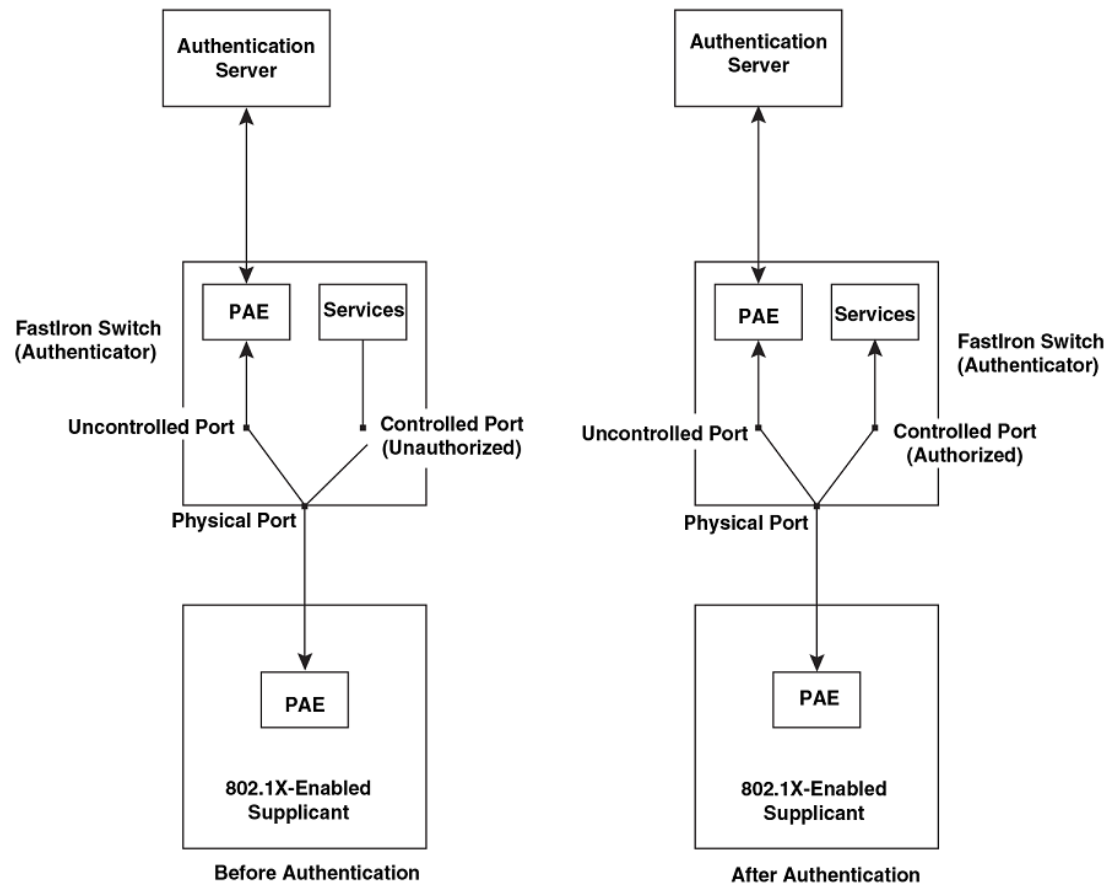 Authentication
Server
PAE
Services
FastIron Switch
(Authenticator)
Uncontrolled Port
Controlled Port
(Unauthorized)
Physical Port
PAE
802.1X-Enabled
Supplicant
Before Authentication
Authentication
Server
PAE
Services
FastIron Switch
(Authenticator)
Uncontrolled Port
Controlled Port
(Authorized)
Physical Port
PAE
802.1X-Enabled
Supplicant
After Authentication